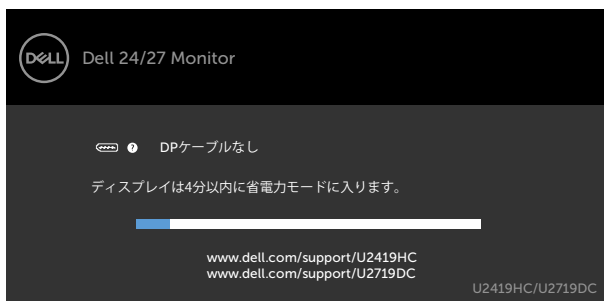 DELL
Dell 24/27 Monitor
? DPケーブルなし
ディスプレイは4分以内に省電力モードに入ります。
www.dell.com/support/U2419HC
www.dell.com/support/U2719DC
U2419HC/U2719DC